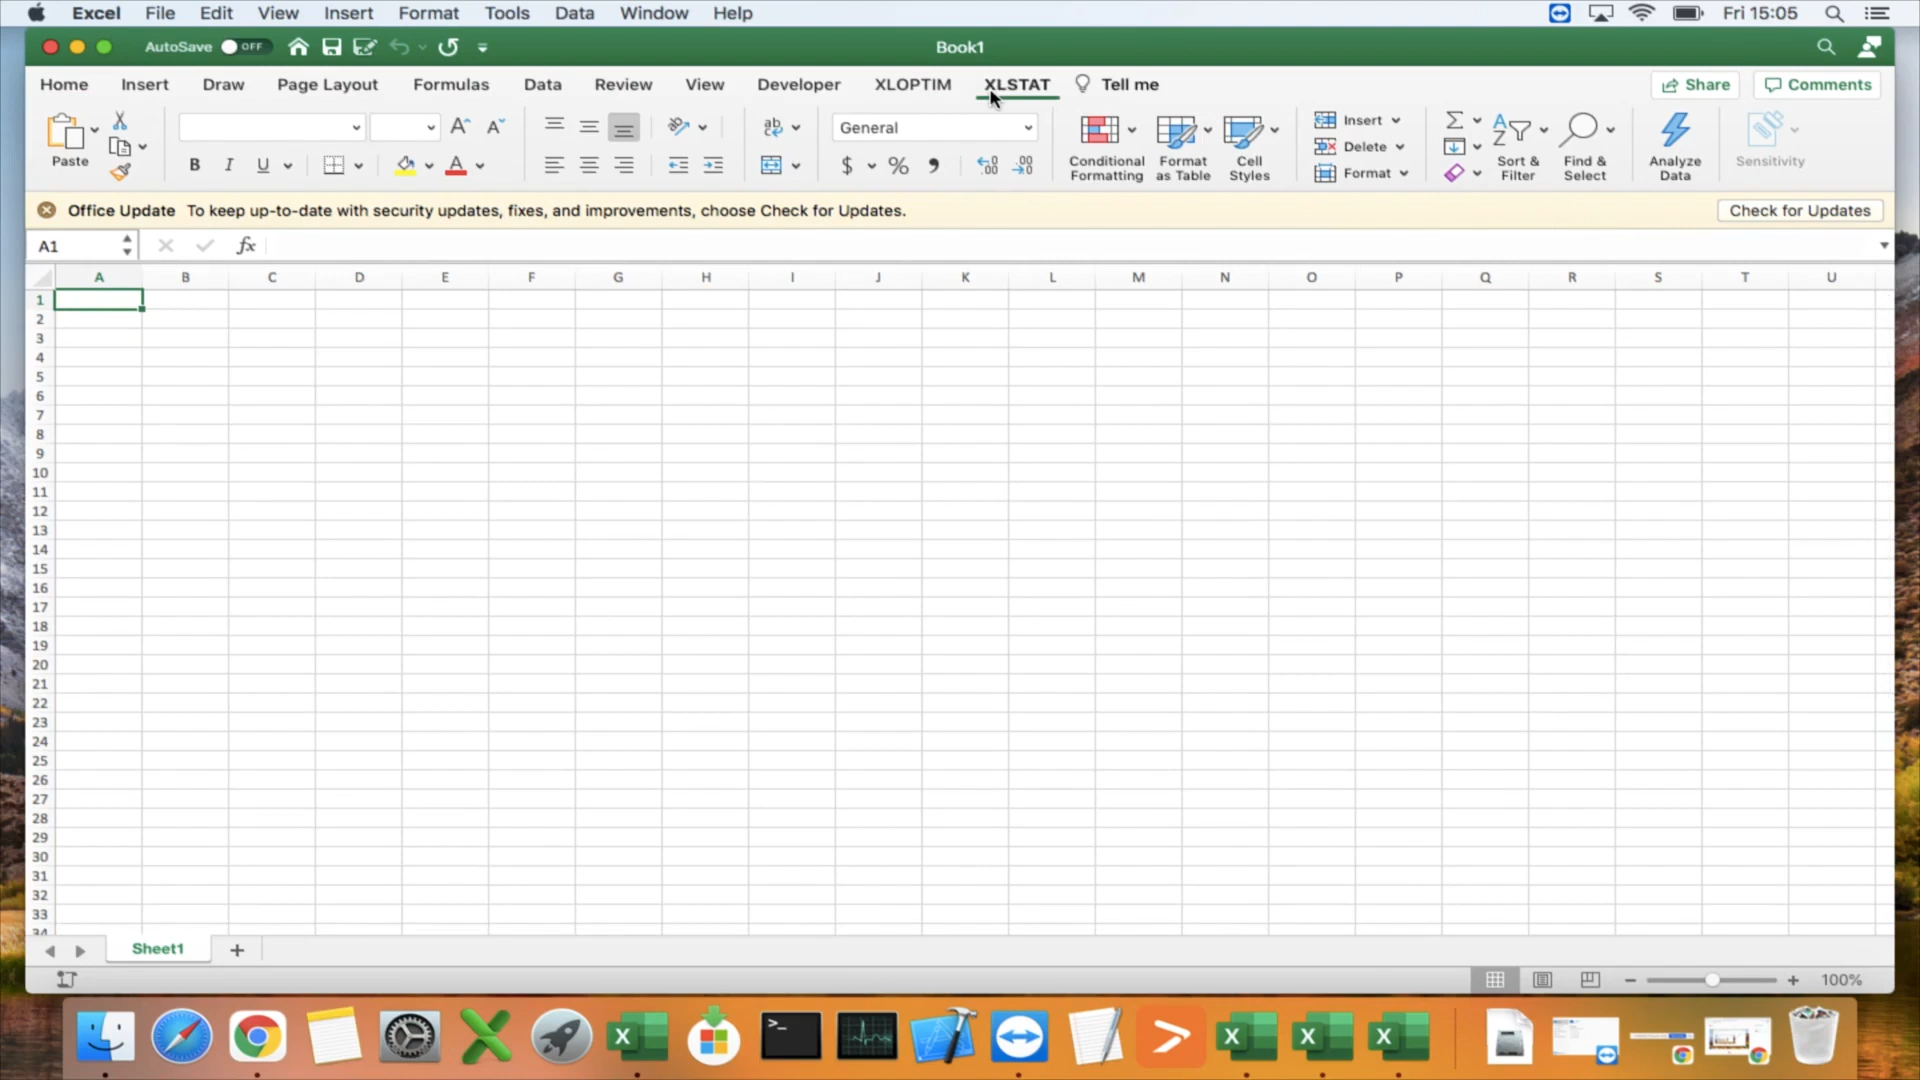 Excel File Edit View Insert Format Tools Data Window Help Fri 15:05
AutoSave OFF Book1
Home Insert Draw Page Layout Formulas Data Review View Developer XLOPTIM XLSTAT Tell me Share Comments
Paste
B I U
ab
General
$ % 9 .00 .00
Conditional Formatting
Format as Table
Cell Styles
Insert
Delete
Format
Sort & Filter
Find & Select
Analyze Data
Sensitivity
Office Update To keep up-to-date with security updates, fixes, and improvements, choose Check for Updates. Check for Updates
A1 fx
A B C D E F G H I J K L M N O P Q R S T U
1
2
3
4
5
6
7
8
9
10
11
12
13
14
15
16
17
18
19
20
21
22
23
24
25
26
27
28
29
30
31
32
33
34
Sheet1 +
100%